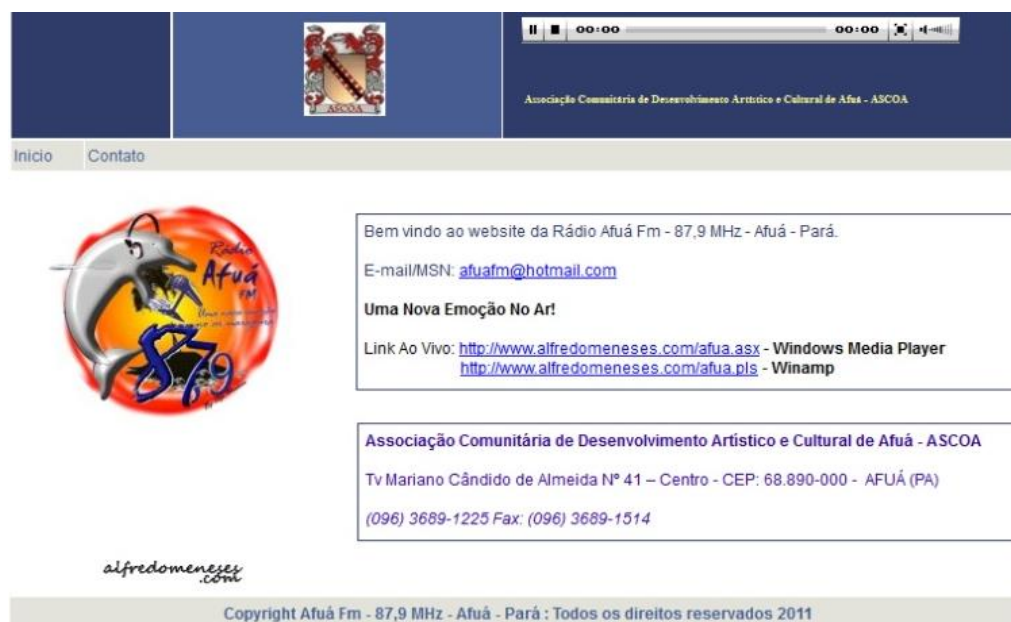 00:00 00:00
ASCOA
Associação Comunitária de Desenvolvimento Artístico e Cultural de Afuá - ASCOA
Inicio Contato
Rádio
Afuá
FM
Uma nova emoção
87,9
Bem vindo ao website da Rádio Afuá Fm - 87,9 MHz - Afuá - Pará.
E-mail/MSN: afuafm@hotmail.com
Uma Nova Emoção No Ar!
Link Ao Vivo: http://www.alfredomeneses.com/afua.asx - Windows Media Player
http://www.alfredomeneses.com/afua.pls - Winamp
Associação Comunitária de Desenvolvimento Artístico e Cultural de Afuá - ASCOA
Tv Mariano Cândido de Almeida Nº 41 – Centro - CEP: 68.890-000 - AFUÁ (PA)
(096) 3689-1225 Fax: (096) 3689-1514
alfredomeneses
.com
Copyright Afuá Fm - 87,9 MHz - Afuá - Pará : Todos os direitos reservados 2011